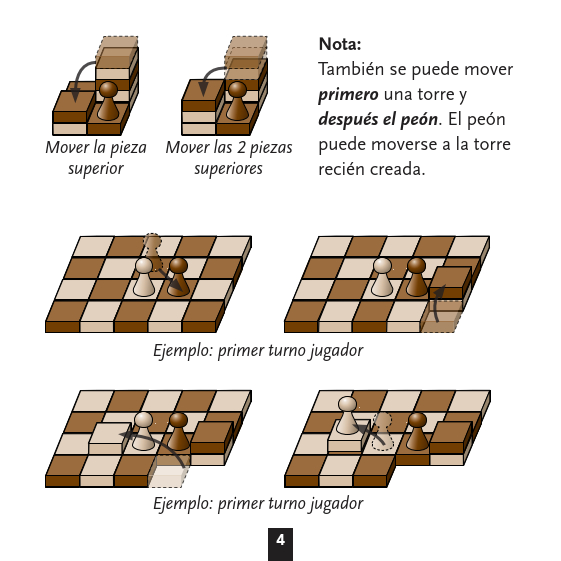 Nota:
También se puede mover
primero una torre y
después el peón. El peón
puede moverse a la torre
recién creada.
Mover la pieza
superior
Mover las 2 piezas
superiores
Ejemplo: primer turno jugador
Ejemplo: primer turno jugador
4